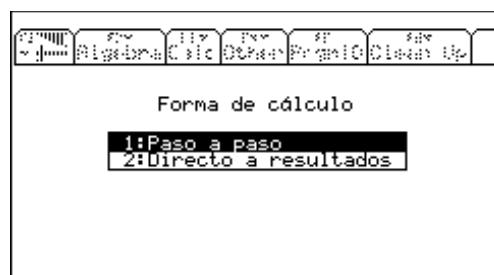 Algebra Calc Other PrgmIO Clean Up
Forma de cálculo
1:Paso a paso
2:Directo a resultados